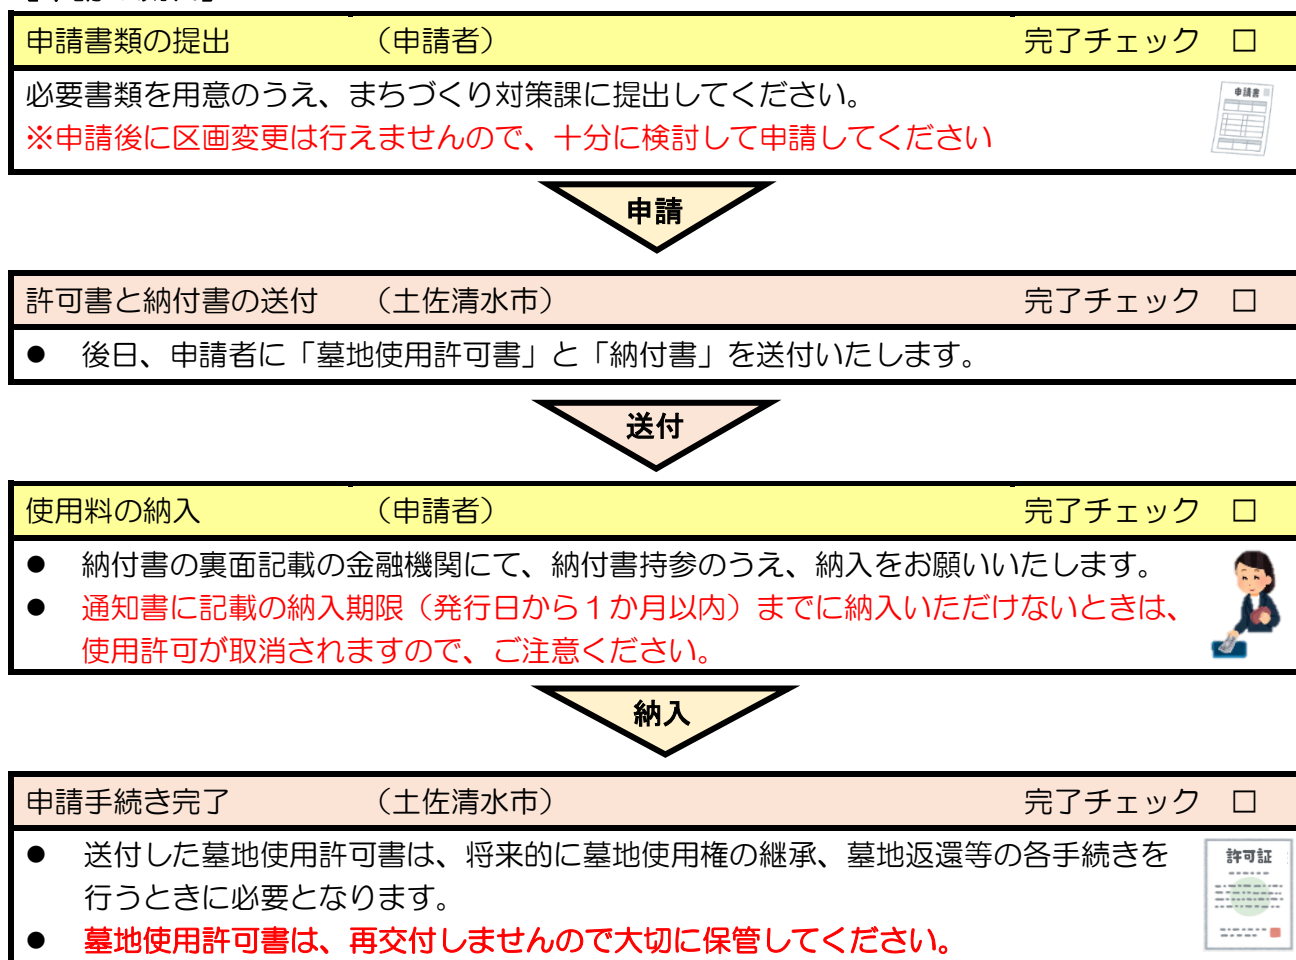 申請書類の提出　（申請者）　完了チェック　□
必要書類を用意のうえ、まちづくり対策課に提出してください。
申請書
※申請後に区画変更は行えませんので、十分に検討して申請してください
申請
許可書と納付書の送付　（土佐清水市）　完了チェック　□
● 後日、申請者に「墓地使用許可書」と「納付書」を送付いたします。
送付
使用料の納入　（申請者）　完了チェック　□
● 納付書の裏面記載の金融機関にて、納付書持参のうえ、納入をお願いいたします。
● 通知書に記載の納入期限（発行日から１か月以内）までに納入いただけないときは、
使用許可が取消されますので、ご注意ください。
納入
申請手続き完了　（土佐清水市）　完了チェック　□
● 送付した墓地使用許可書は、将来的に墓地使用権の継承、墓地返還等の各手続きを
許可証
行うときに必要となります。
● 墓地使用許可書は、再交付しませんので大切に保管してください。